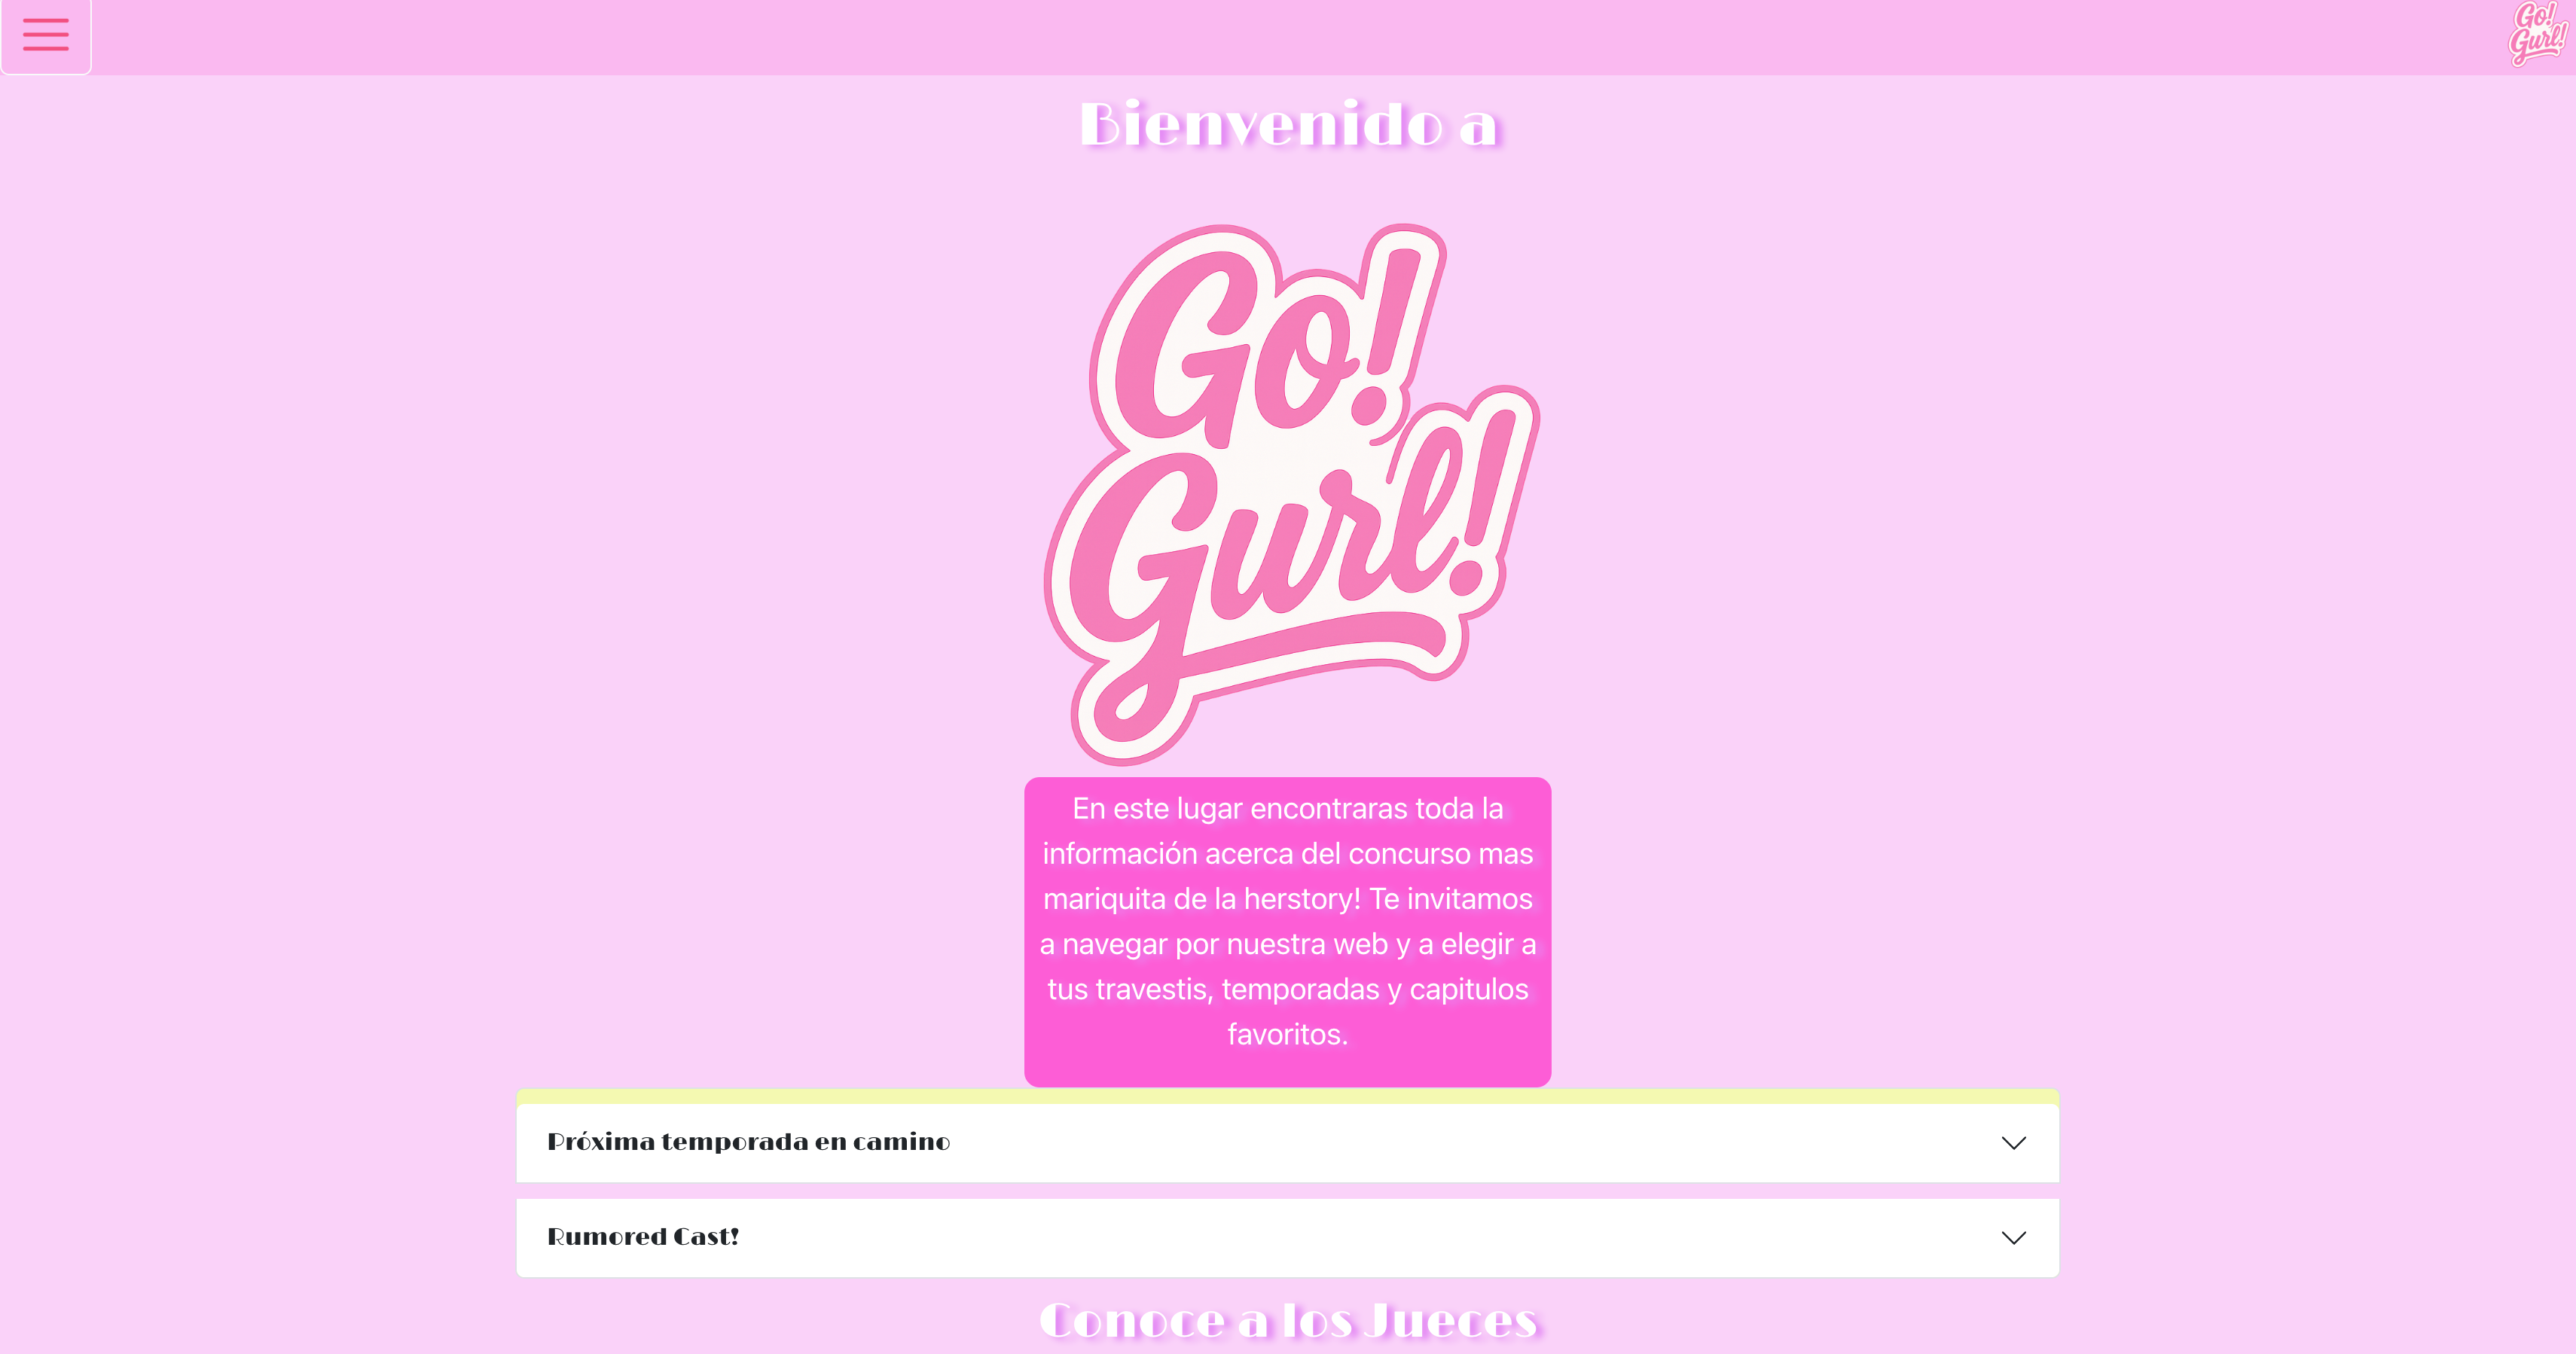 Go!
Gurl!
Bienvenido a
Go!
Gurl!
En este lugar encontraras toda la
información acerca del concurso mas
mariquita de la herstory! Te invitamos
a navegar por nuestra web y a elegir a
tus travestis, temporadas y capitulos
favoritos.
Próxima temporada en camino
Rumored Cast!
Conoce a los Jueces